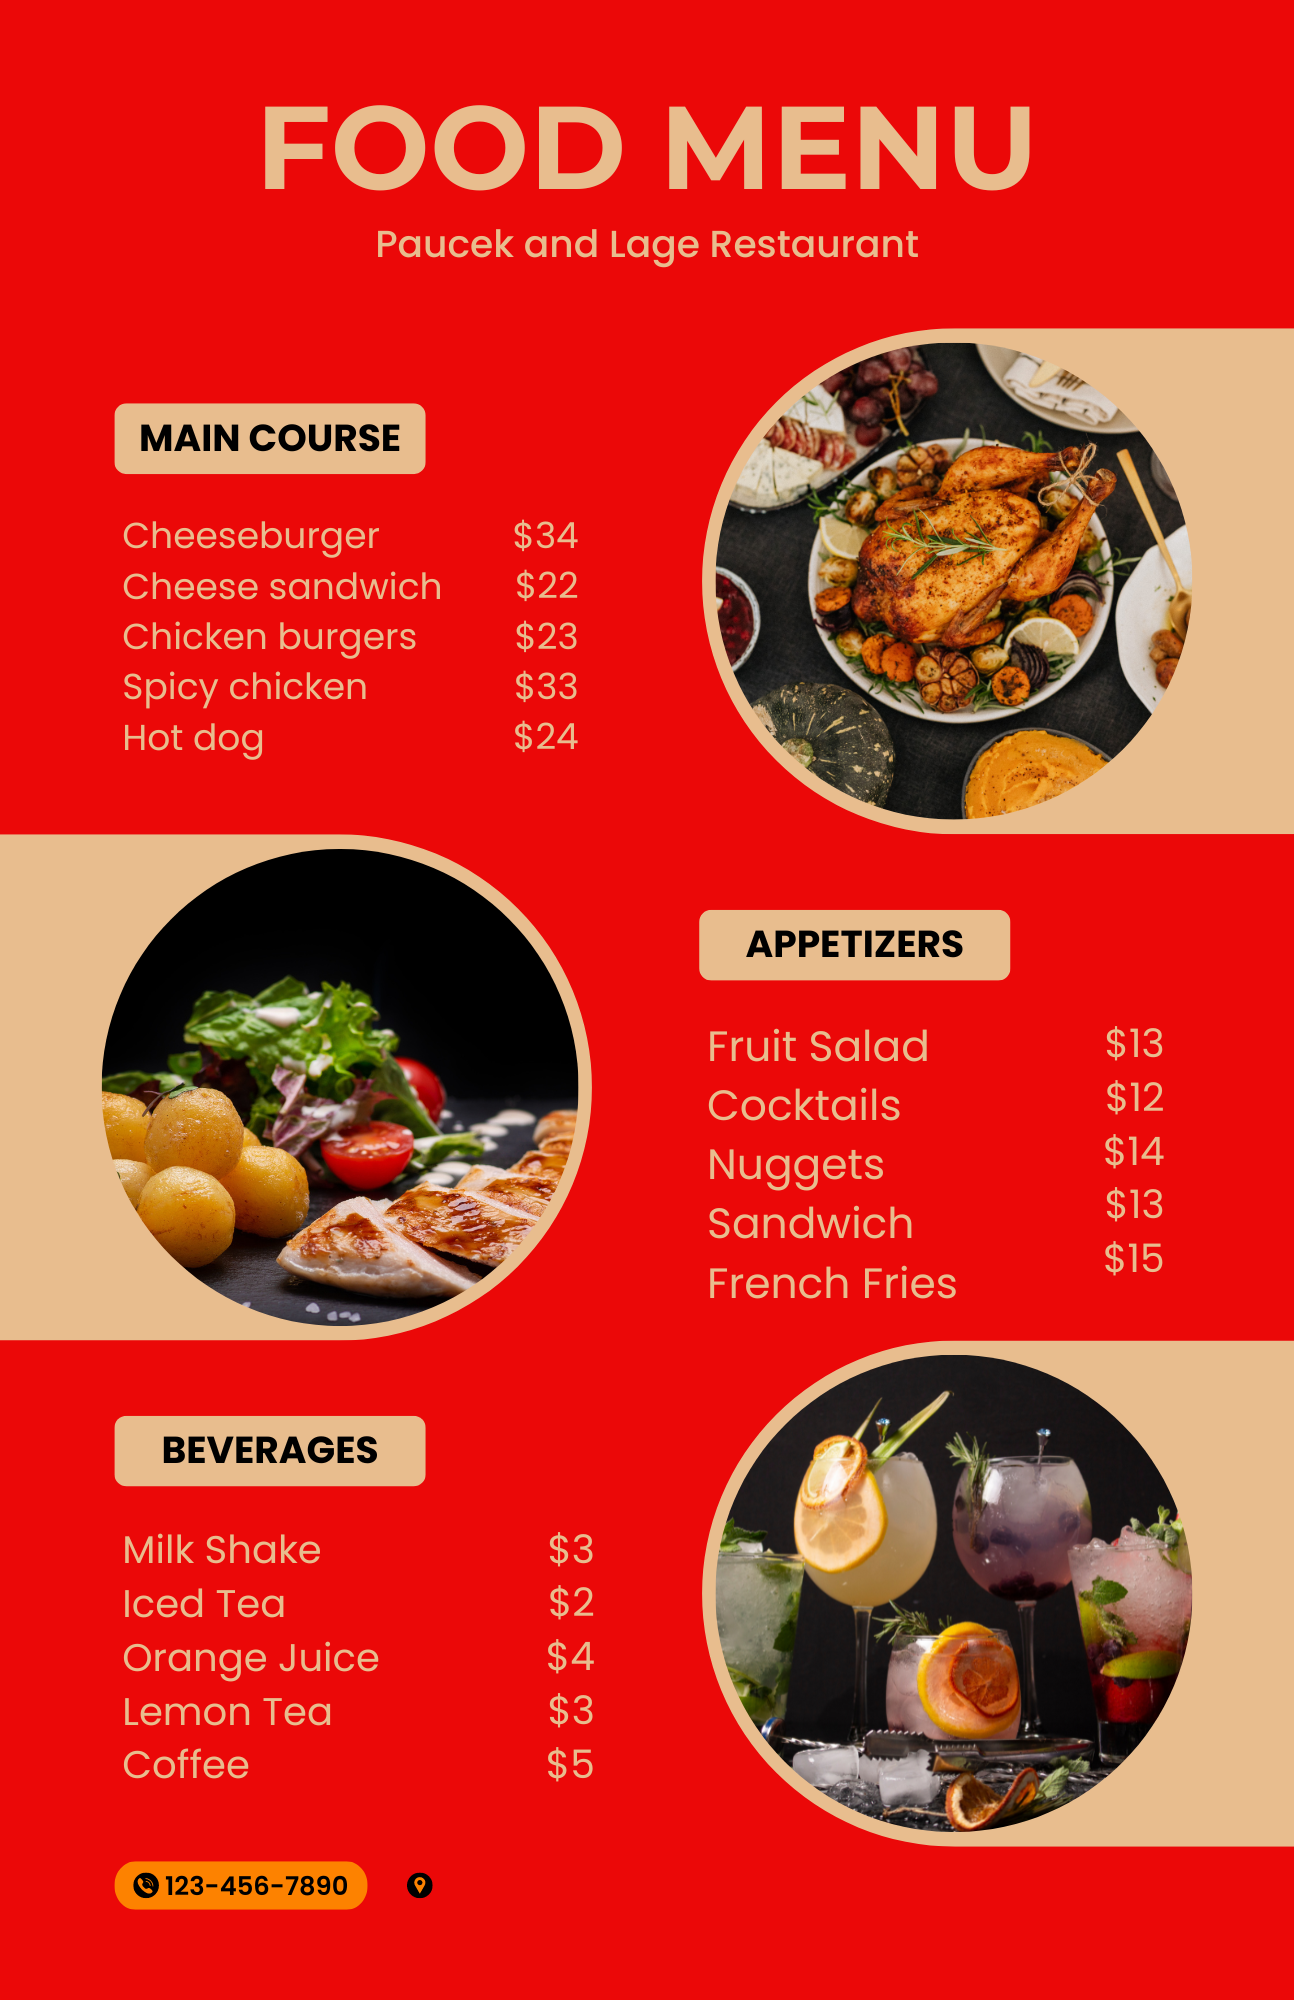 FOOD MENU
Paucek and Lage Restaurant
MAIN COURSE
Cheeseburger $34
Cheese sandwich $22
Chicken burgers $23
Spicy chicken $33
Hot dog $24
APPETIZERS
Fruit Salad $13
Cocktails $12
Nuggets $14
Sandwich $13
French Fries $15
BEVERAGES
Milk Shake $3
Iced Tea $2
Orange Juice $4
Lemon Tea $3
Coffee $5
123-456-7890